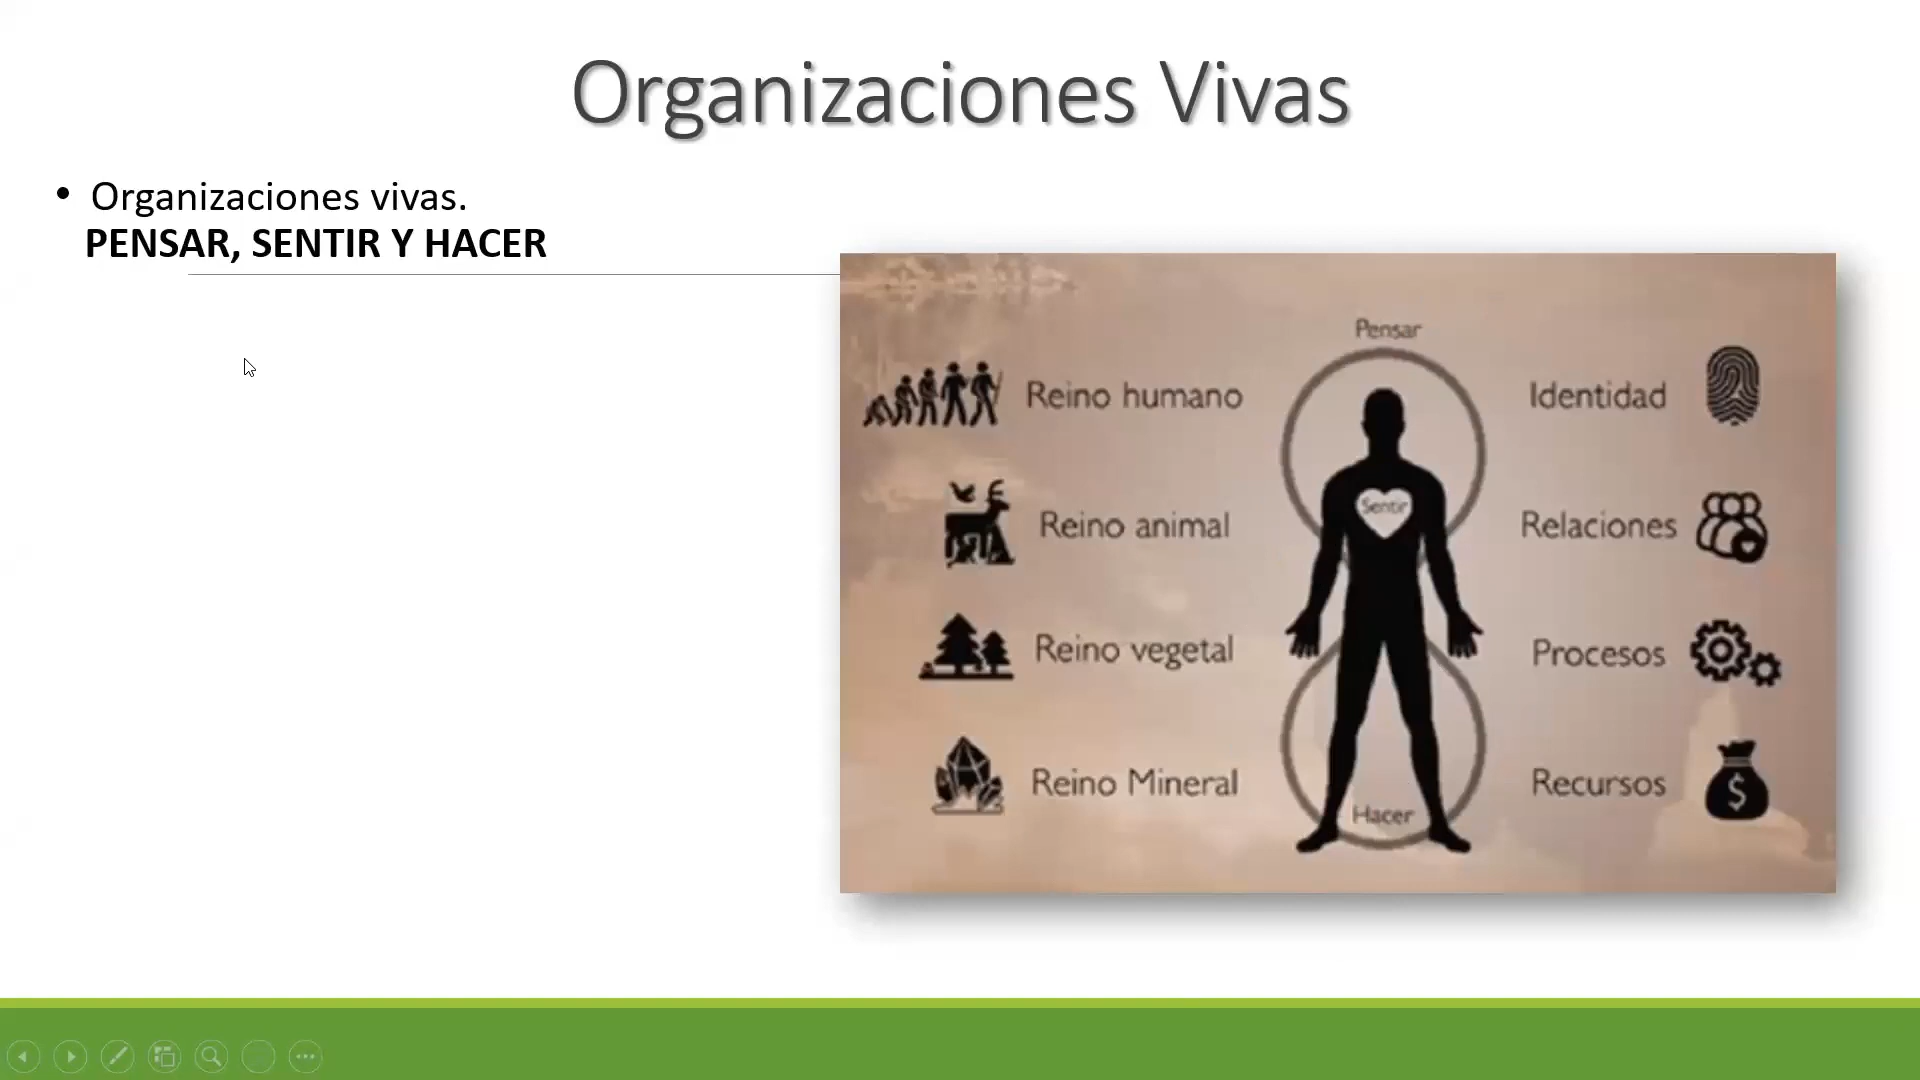 Organizaciones Vivas
• Organizaciones vivas.
PENSAR, SENTIR Y HACER
Pensar
Reino humano
Identidad
Sentir
Reino animal
Relaciones
Reino vegetal
Procesos
Reino Mineral
Recursos
$
Hacer